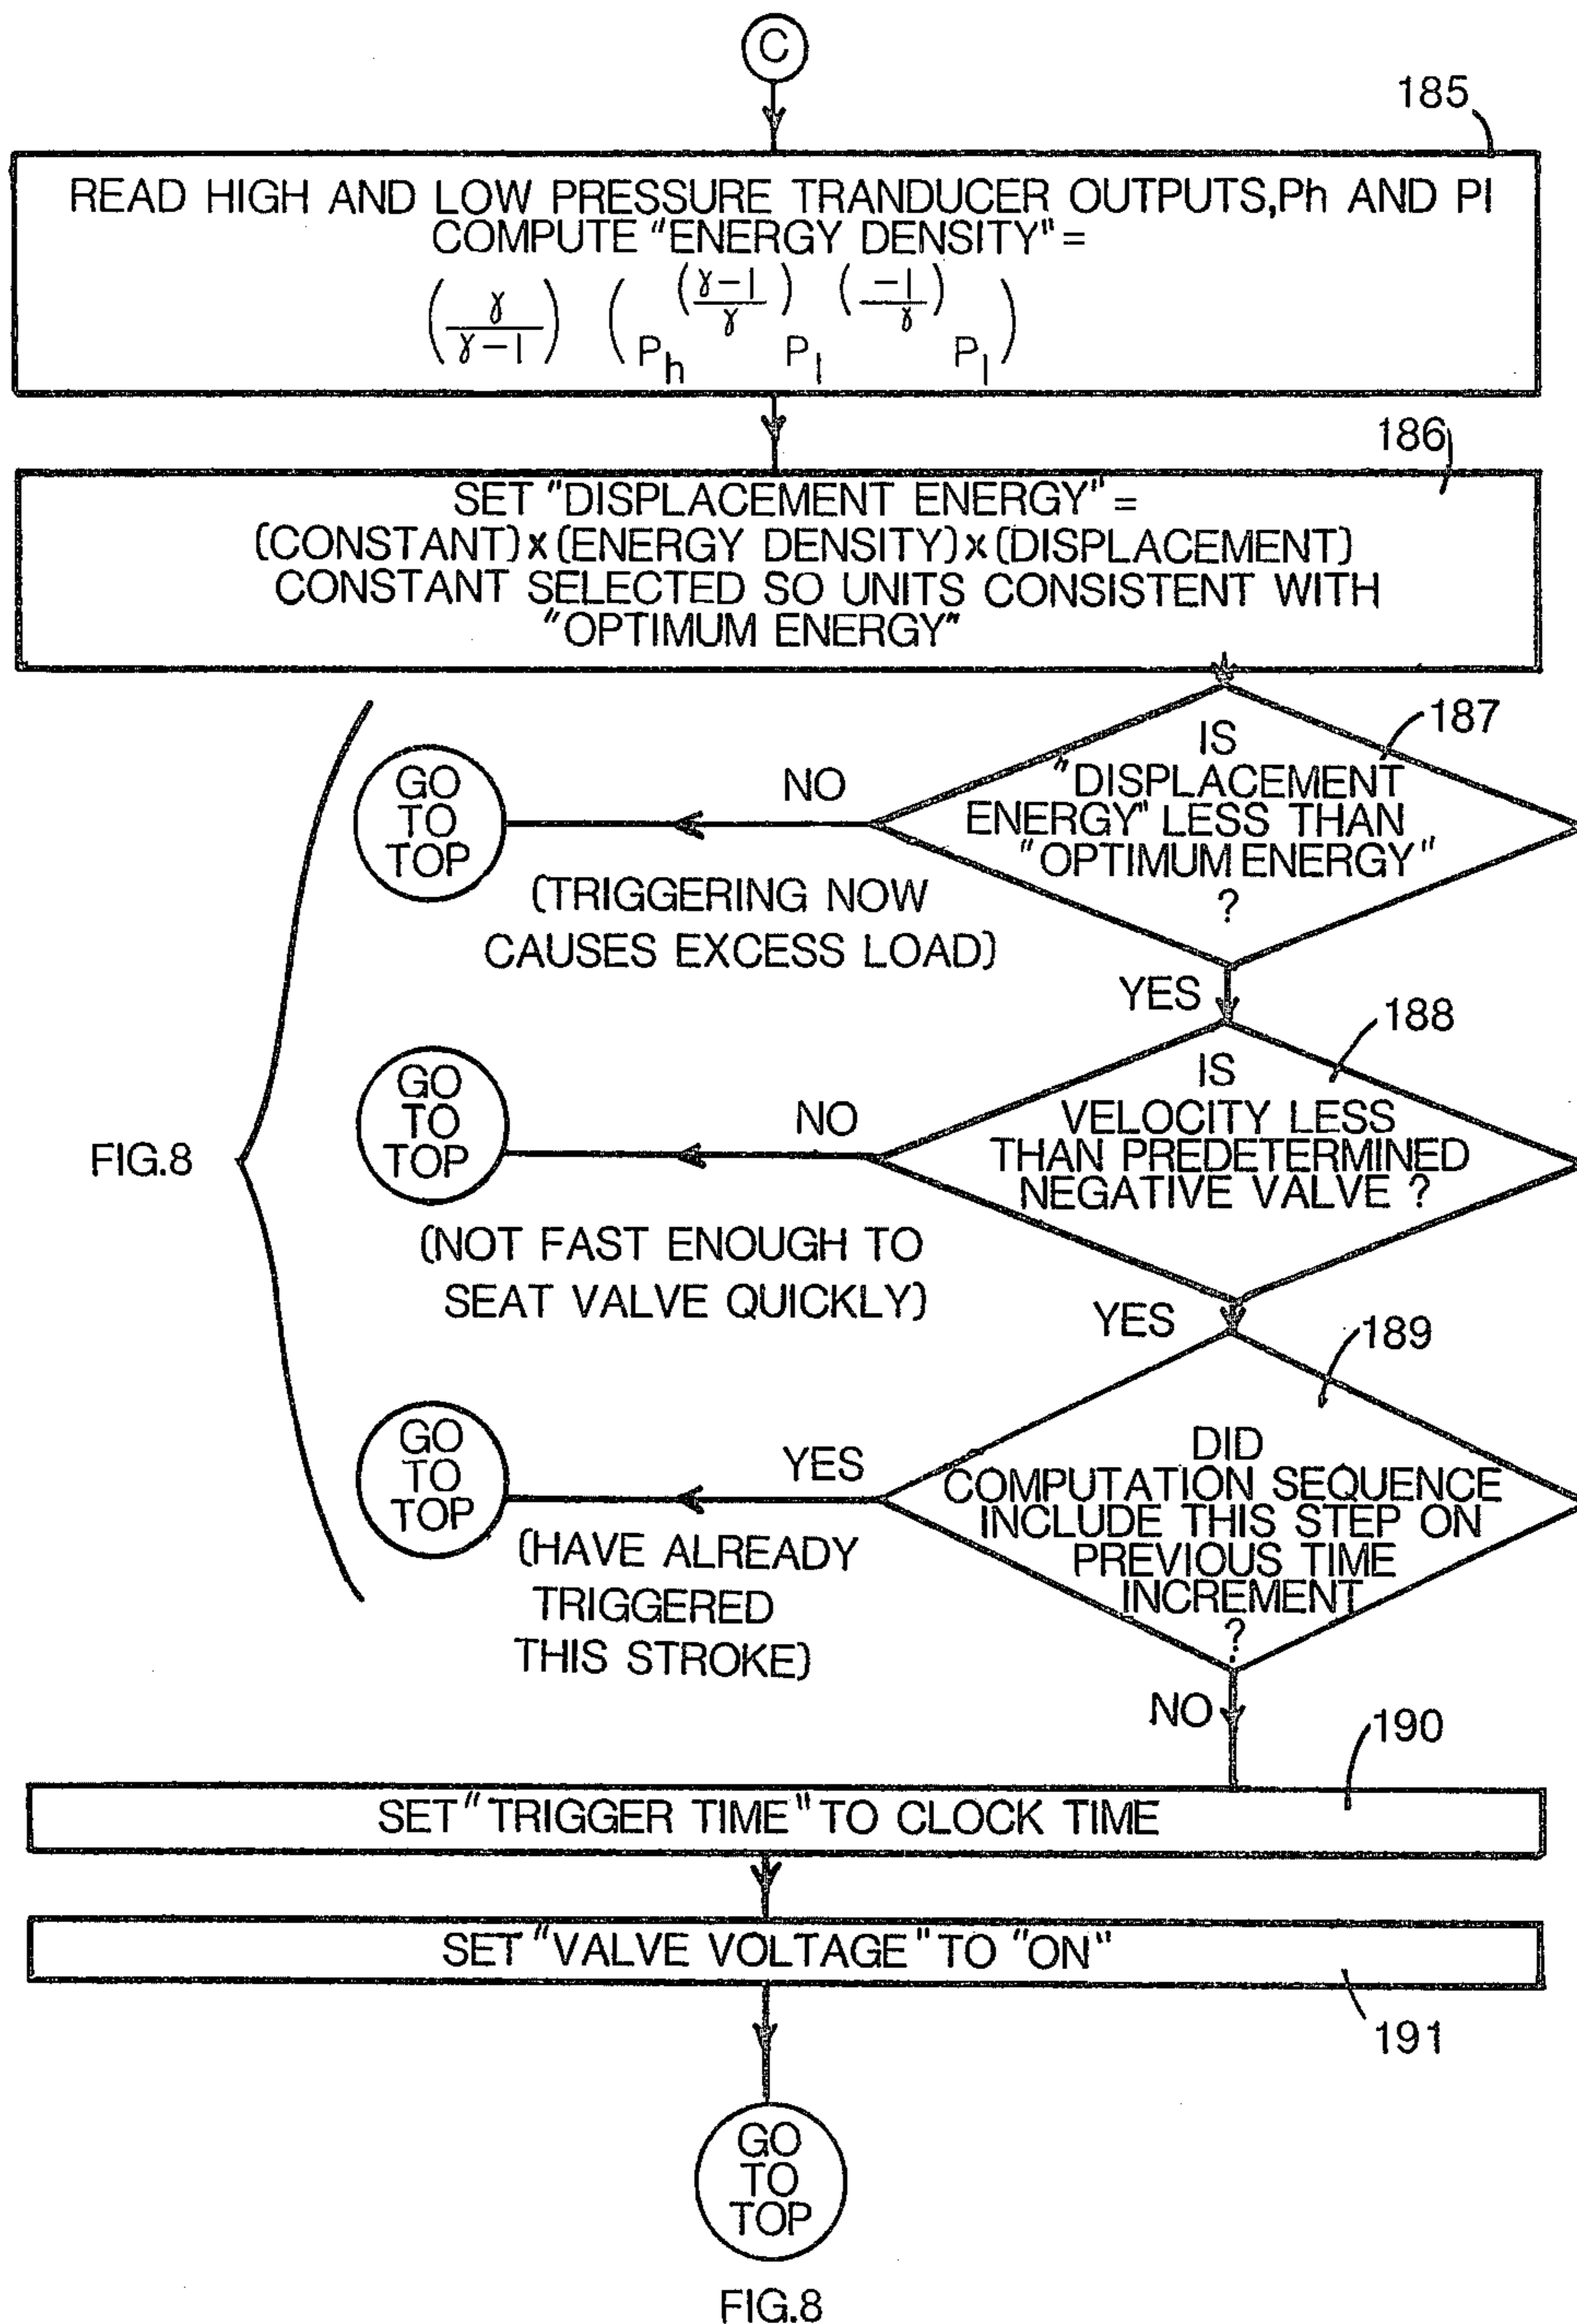 C
185
READ HIGH AND LOW PRESSURE TRANDUCER OUTPUTS,Ph AND Pl
COMPUTE "ENERGY DENSITY" =
(γ/γ-1) (P_h^(γ-1/γ) P_l^(-1/γ) P_l)
186
SET "DISPLACEMENT ENERGY" =
(CONSTANT) x (ENERGY DENSITY) x (DISPLACEMENT)
CONSTANT SELECTED SO UNITS CONSISTENT WITH
"OPTIMUM ENERGY"
187
IS
"DISPLACEMENT
ENERGY" LESS THAN
"OPTIMUM ENERGY"
?
NO
GO
TO
TOP
(TRIGGERING NOW
CAUSES EXCESS LOAD)
YES
188
IS
VELOCITY LESS
THAN PREDETERMINED
NEGATIVE VALVE ?
NO
GO
TO
TOP
FIG.8
(NOT FAST ENOUGH TO
SEAT VALVE QUICKLY)
YES
189
DID
COMPUTATION SEQUENCE
INCLUDE THIS STEP ON
PREVIOUS TIME
INCREMENT
?
YES
GO
TO
TOP
(HAVE ALREADY
TRIGGERED
THIS STROKE)
NO
190
SET "TRIGGER TIME" TO CLOCK TIME
SET "VALVE VOLTAGE" TO "ON"
191
GO
TO
TOP
FIG.8